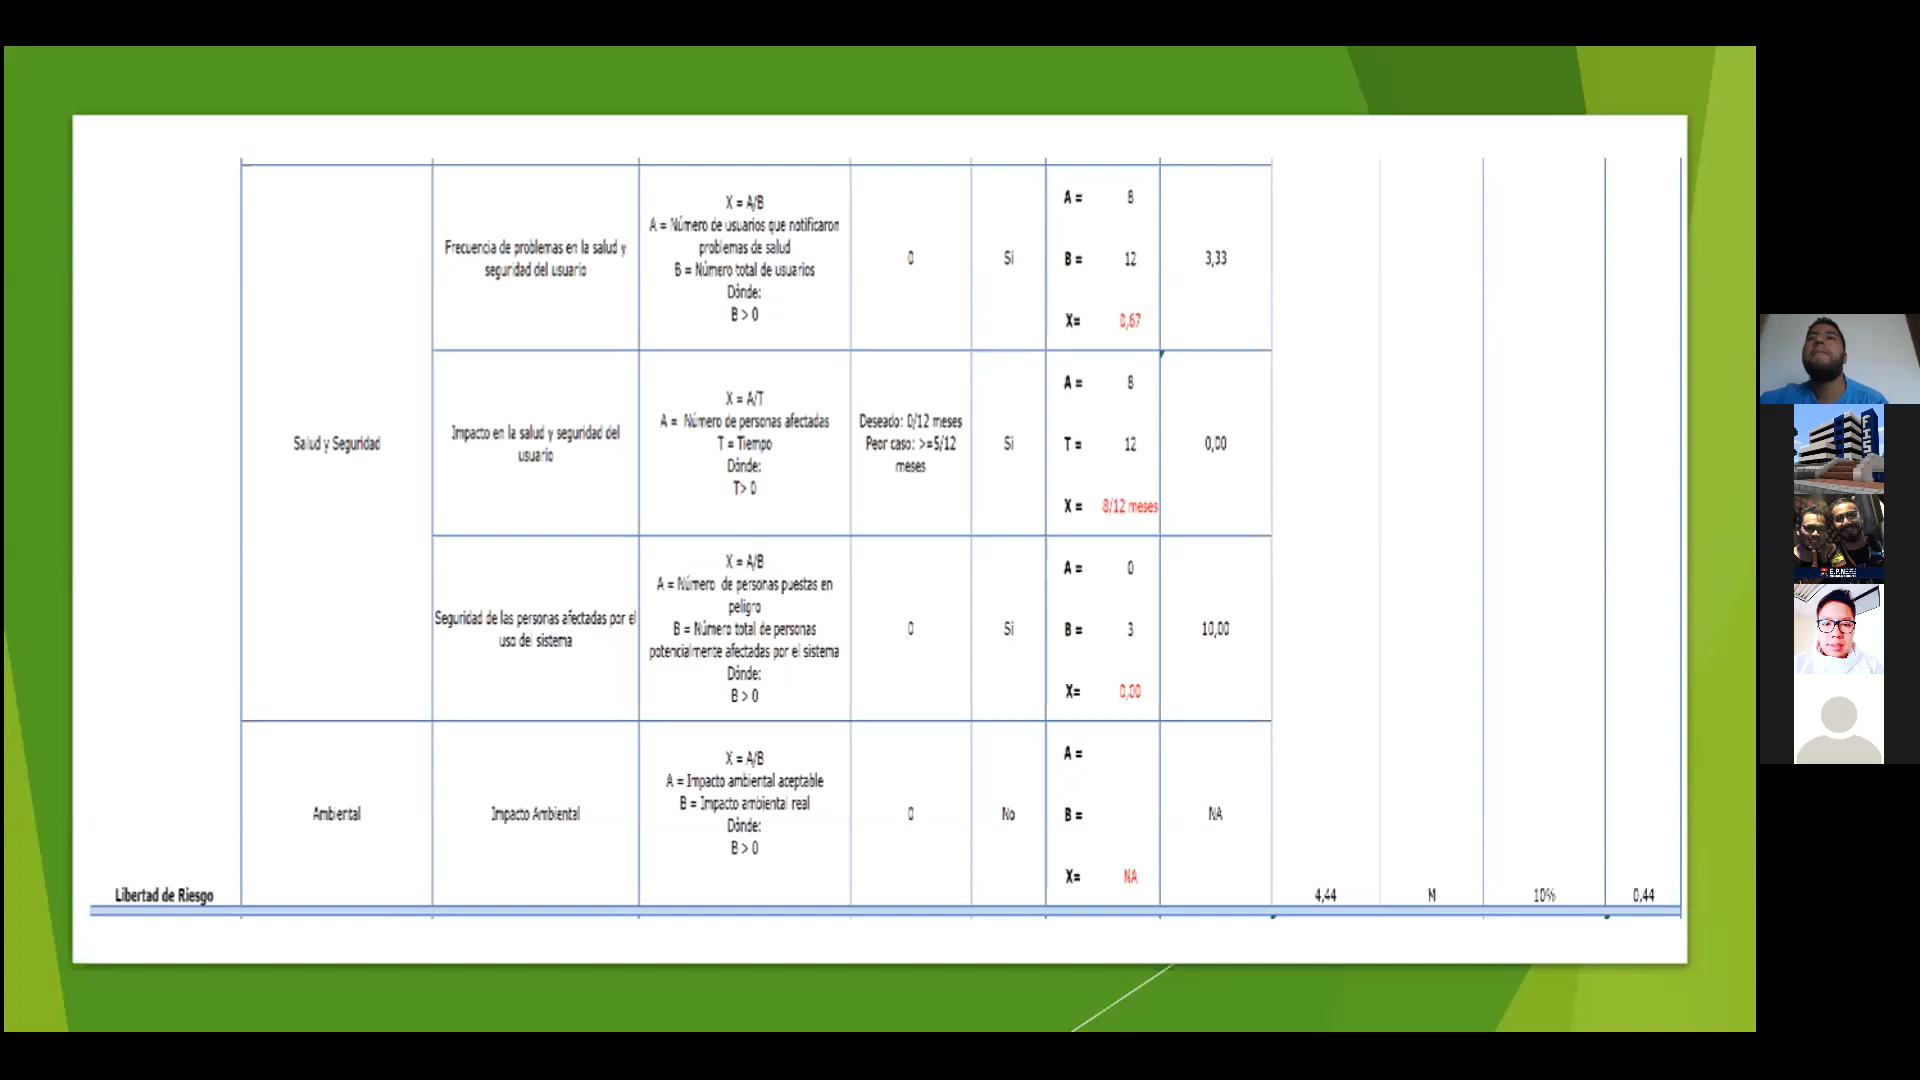 Salud y Seguridad
Frecuencia de problemas en la salud y
seguridad del usuario
X = A/B
A = Número de usuarios que notificaron
problemas de salud
B = Número total de usuarios
Dónde:
B > 0
0
Si
A = 8
B = 12
X= 0,67
3,33
Impacto en la salud y seguridad del
usuario
X = A/T
A = Número de personas afectadas
T = Tiempo
Dónde:
T> 0
Deseado: 0/12 meses
Peor caso: >=5/12
meses
Si
A = 8
T = 12
X = 8/12 meses
0,00
Seguridad de las personas afectadas por el
uso del sistema
X = A/B
A = Número de personas puestas en
peligro
B = Número total de personas
potencialmente afectadas por el sistema
Dónde:
B > 0
0
Si
A = 0
B = 3
X= 0,00
10,00
Ambiental
Impacto Ambiental
X = A/B
A = Impacto ambiental aceptable
B = Impacto ambiental real
Dónde:
B > 0
0
No
A =
B =
X= NA
NA
Libertad de Riesgo
4,44
M
10%
0,44